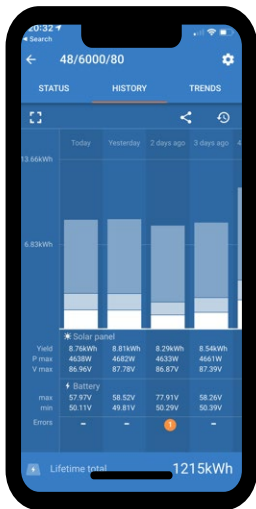 20:32
Search
48/6000/80
STATUS HISTORY TRENDS
Today Yesterday 2 days ago 3 days ago 4
13.66kWh
6.83kWh
Solar panel
Yield 8.76kWh 8.81kWh 8.29kWh 8.54kWh
P max 4638W 4682W 4633W 4661W
V max 86.96V 87.78V 86.87V 87.39V
Battery
max 57.97V 58.52V 77.91V 58.26V
min 50.11V 49.81V 50.29V 50.39V
Errors - - 1 -
Lifetime total 1215kWh